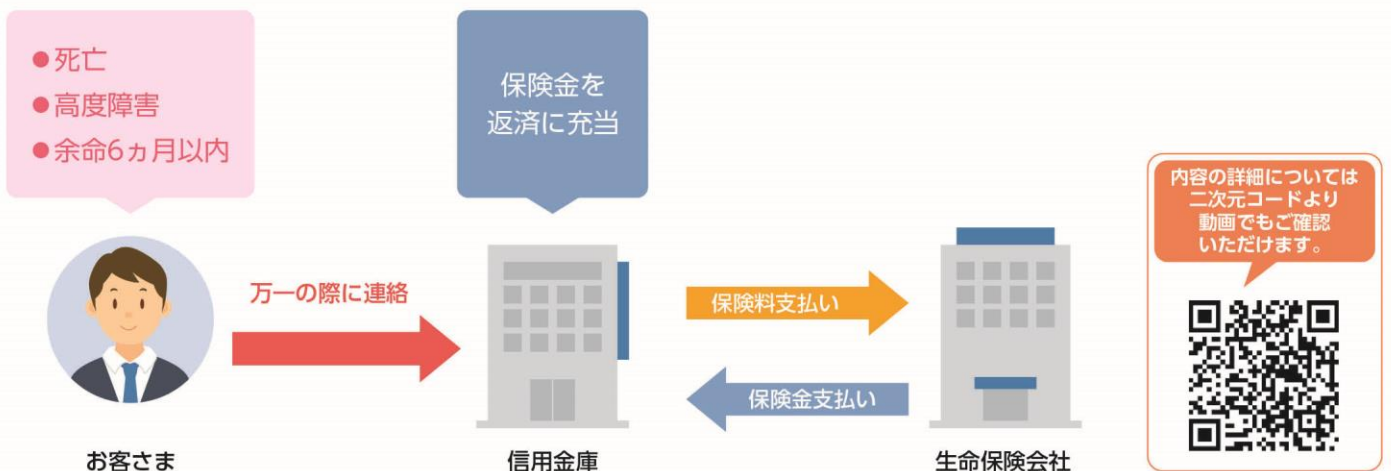 ●死亡
●高度障害
●余命6ヵ月以内
保険金を
返済に充当
内容の詳細については
二次元コードより
動画でもご確認
いただけます。
万一の際に連絡
保険料支払い
保険金支払い
お客さま
信用金庫
生命保険会社